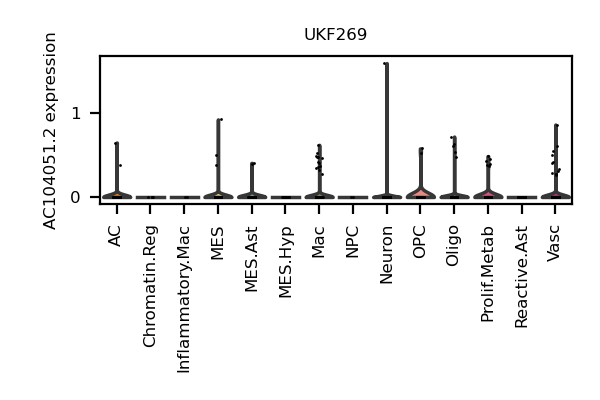 UKF269
AC104051.2 expression
1
0
AC
Chromatin.Reg
Inflammatory.Mac
MES
MES.Ast
MES.Hyp
Mac
NPC
Neuron
OPC
Oligo
Prolif.Metab
Reactive.Ast
Vasc